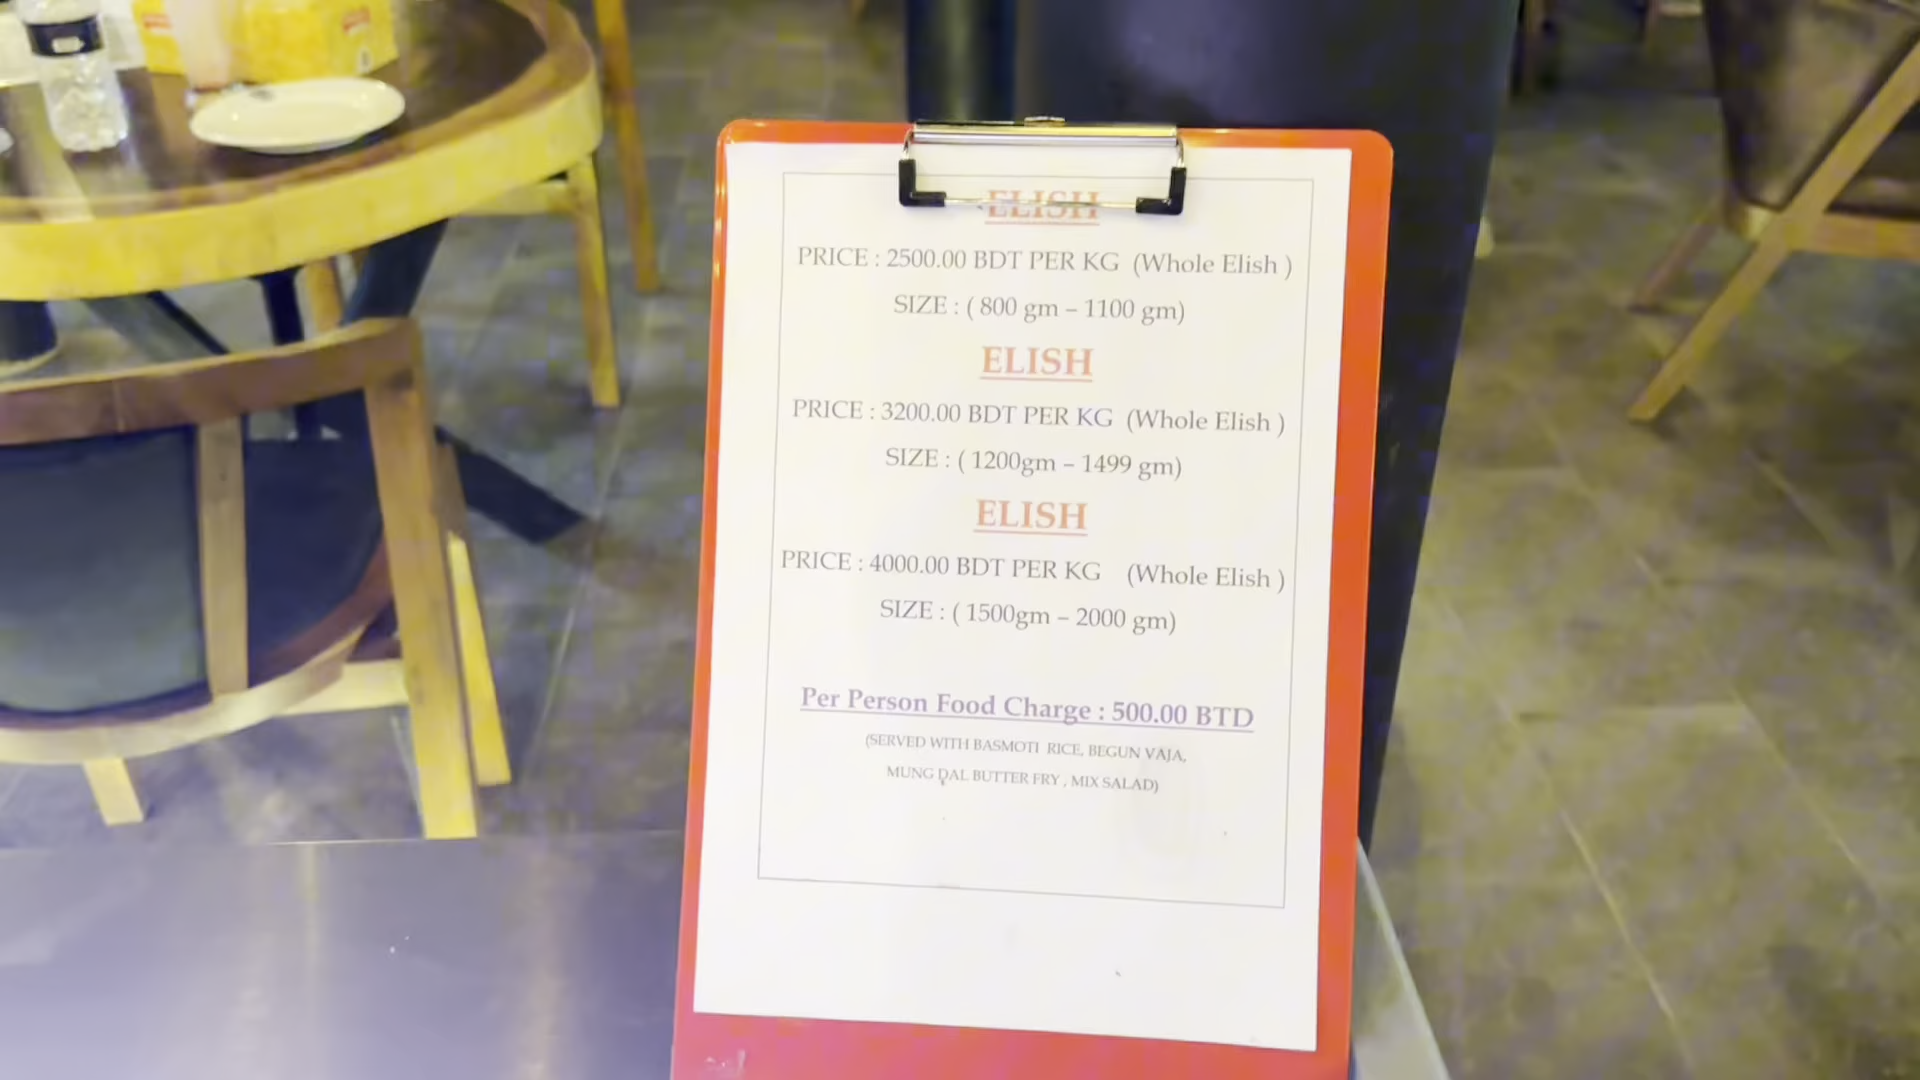 ELISH
PRICE : 2500.00 BDT PER KG (Whole Elish )
SIZE : ( 800 gm – 1100 gm)
ELISH
PRICE : 3200.00 BDT PER KG (Whole Elish )
SIZE : ( 1200gm – 1499 gm)
ELISH
PRICE : 4000.00 BDT PER KG (Whole Elish )
SIZE : ( 1500gm – 2000 gm)
Per Person Food Charge : 500.00 BTD
(SERVED WITH BASMOTI RICE, BEGUN VAJA,
MUNG DAL BUTTER FRY , MIX SALAD)